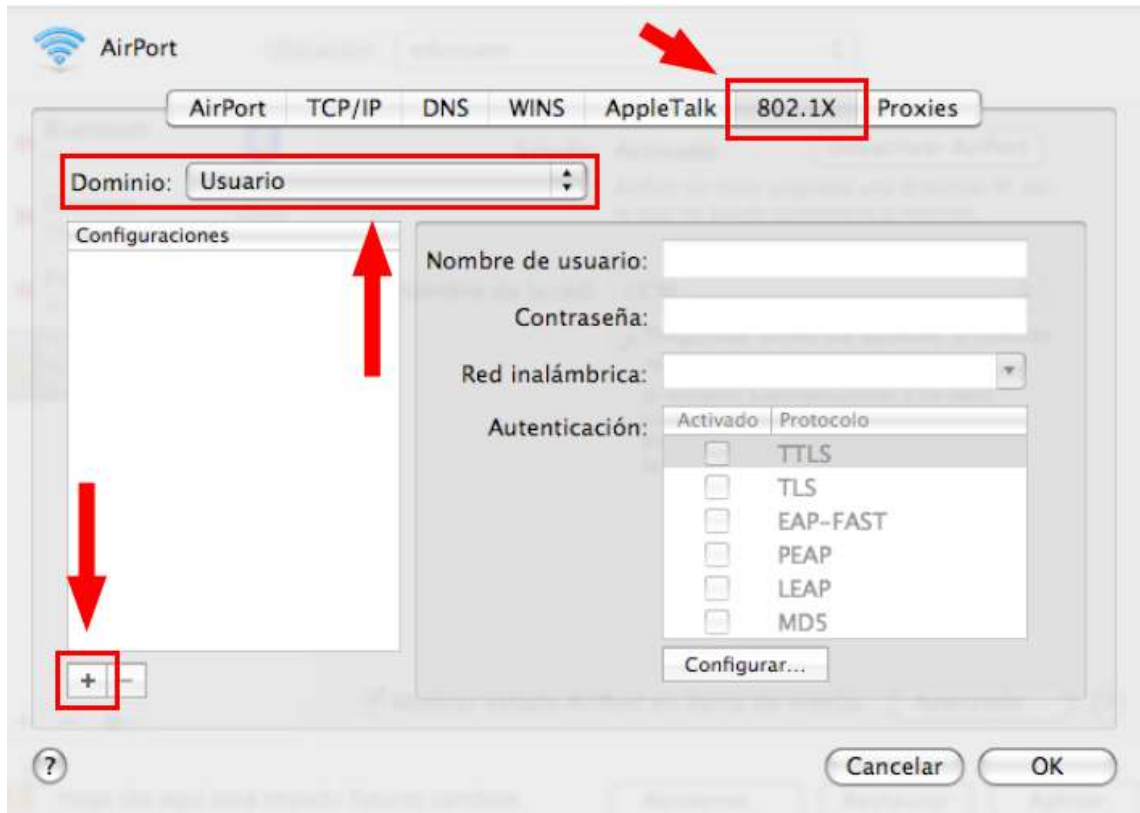 AirPort
AirPort TCP/IP DNS WINS AppleTalk 802.1X Proxies
Dominio: Usuario
Configuraciones
Nombre de usuario:
Contraseña:
Red inalámbrica:
Autenticación:
Activado Protocolo
TTLS
TLS
EAP-FAST
PEAP
LEAP
MD5
Configurar...
+ −
? Cancelar OK